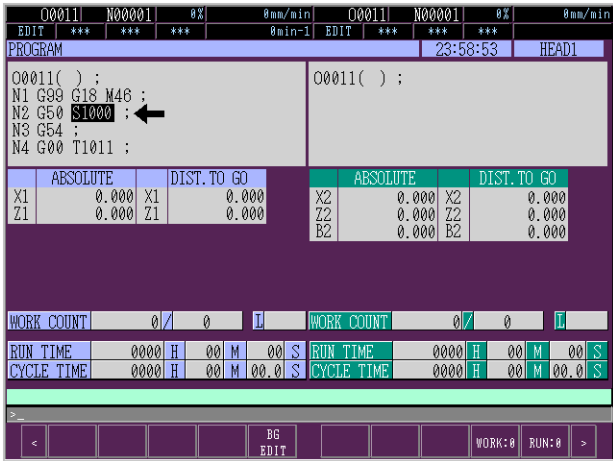 O0011 N00001 0% 0mm/min O0011 N00001 0% 0mm/min
EDIT *** *** *** 0min-1 EDIT *** *** ***
PROGRAM 23:58:53 HEAD1
O0011( ) ; O0011( ) ;
N1 G99 G18 M46 ;
N2 G50 S1000 ;
N3 G54 ;
N4 G00 T1011 ;
ABSOLUTE DIST.TO GO ABSOLUTE DIST.TO GO
X1 0.000 X1 0.000 X2 0.000 X2 0.000
Z1 0.000 Z1 0.000 Z2 0.000 Z2 0.000
B2 0.000 B2 0.000
WORK COUNT 0 / 0 L WORK COUNT 0 / 0 L
RUN TIME 0000 H 00 M 00 S RUN TIME 0000 H 00 M 00 S
CYCLE TIME 0000 H 00 M 00.0 S CYCLE TIME 0000 H 00 M 00.0 S
>_
< BG EDIT WORK:0 RUN:0 >